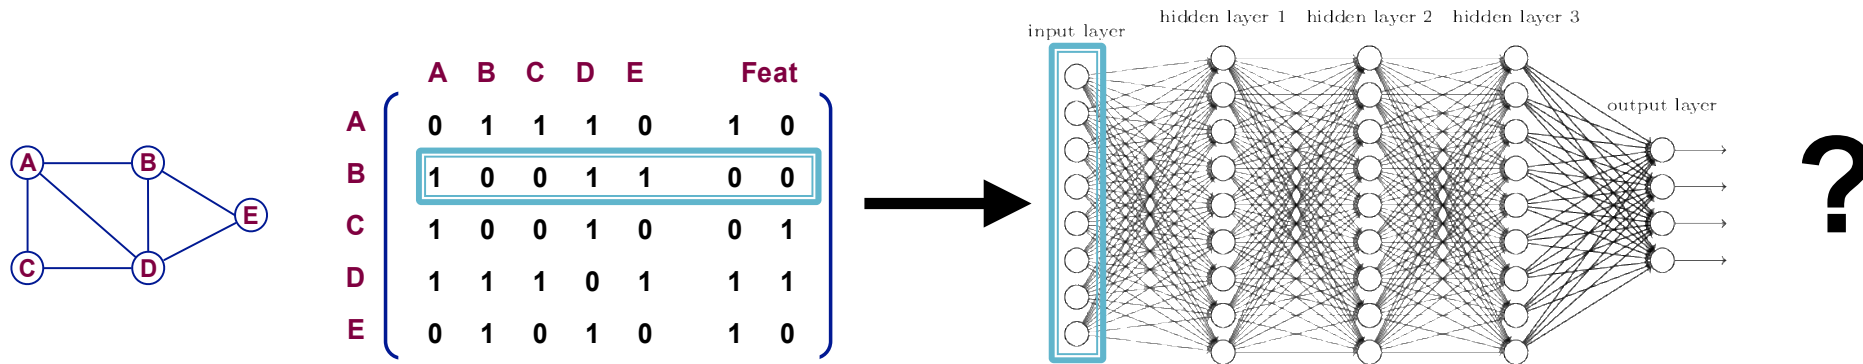 A B
E
C D
A B C D E Feat
A 0 1 1 1 0 1 0
B 1 0 0 1 1 0 0
C 1 0 0 1 0 0 1
D 1 1 1 0 1 1 1
E 0 1 0 1 0 1 0
input layer
hidden layer 1 hidden layer 2 hidden layer 3
output layer
?